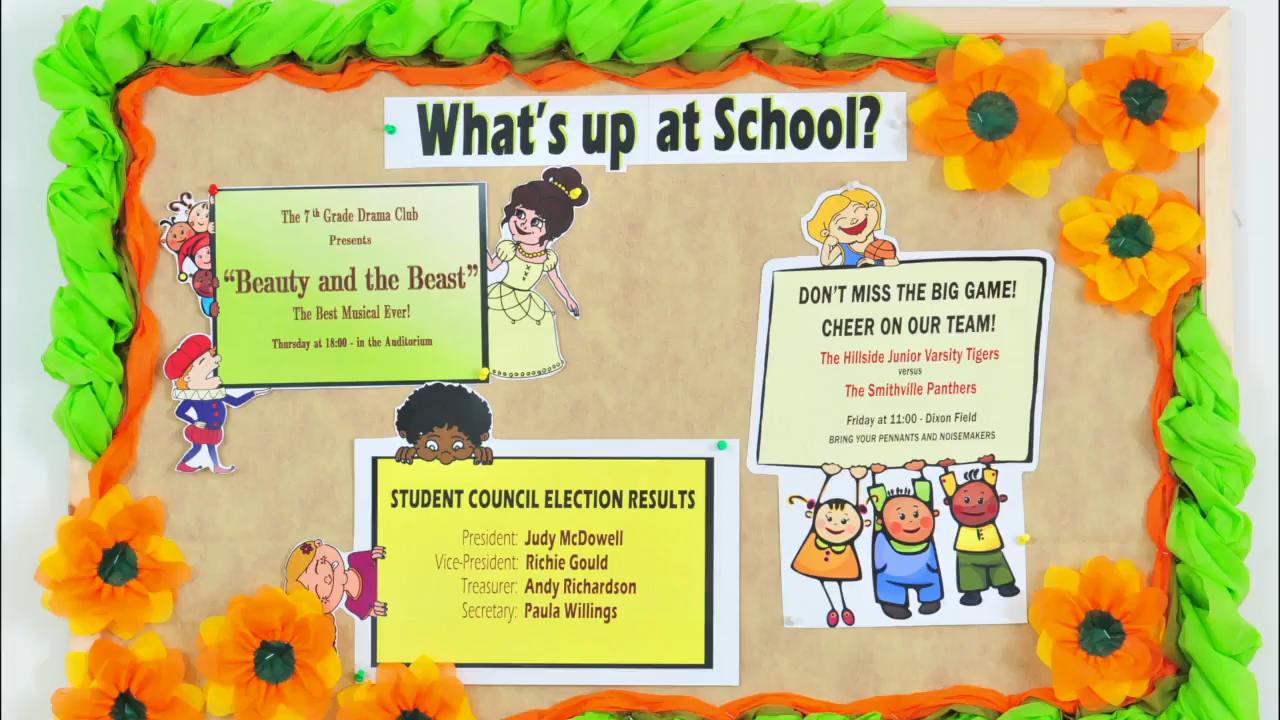 What's up at School?
The 7th Grade Drama Club
Presents
“Beauty and the Beast”
The Best Musical Ever!
Thursday at 18:00 - in the Auditorium
DON'T MISS THE BIG GAME!
CHEER ON OUR TEAM!
The Hillside Junior Varsity Tigers
versus
The Smithville Panthers
Friday at 11:00 - Dixon Field
BRING YOUR PENNANTS AND NOISEMAKERS
STUDENT COUNCIL ELECTION RESULTS
President: Judy McDowell
Vice-President: Richie Gould
Treasurer: Andy Richardson
Secretary: Paula Willings